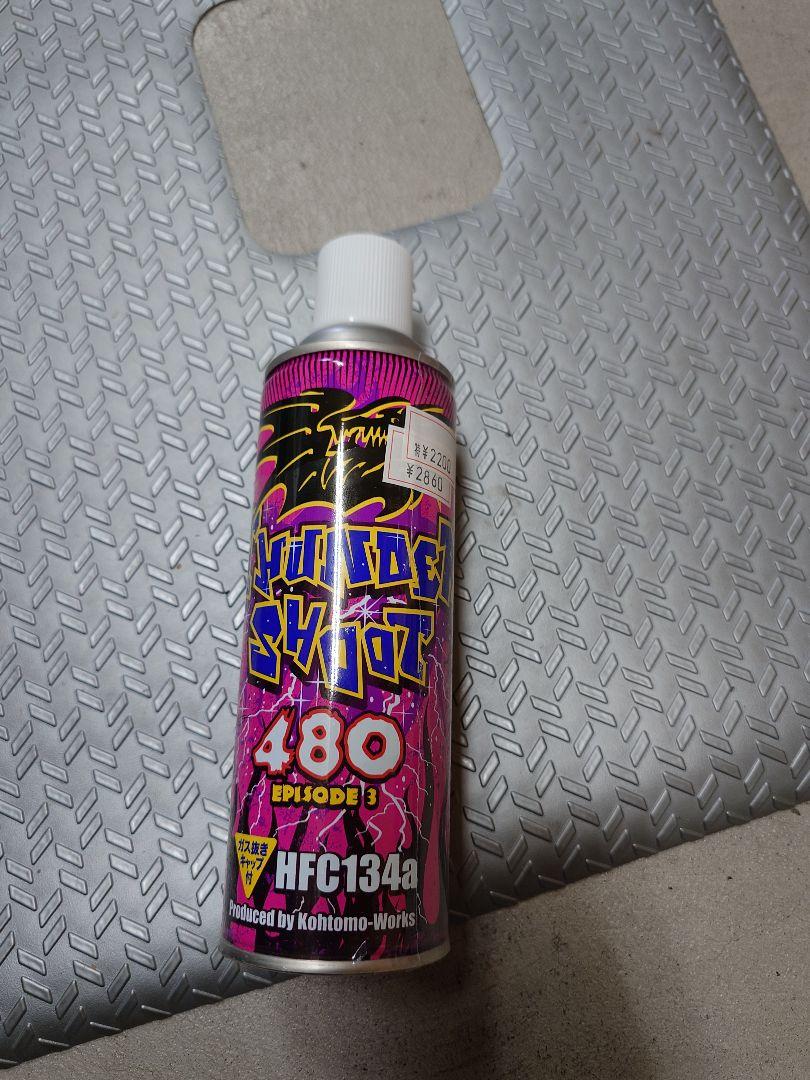 ¥2200
¥2860
THUNDER
SHOOT
480
EPISODE 3
ガス抜き
キャップ
付
HFC134a
Produced by Kohtomo-Works